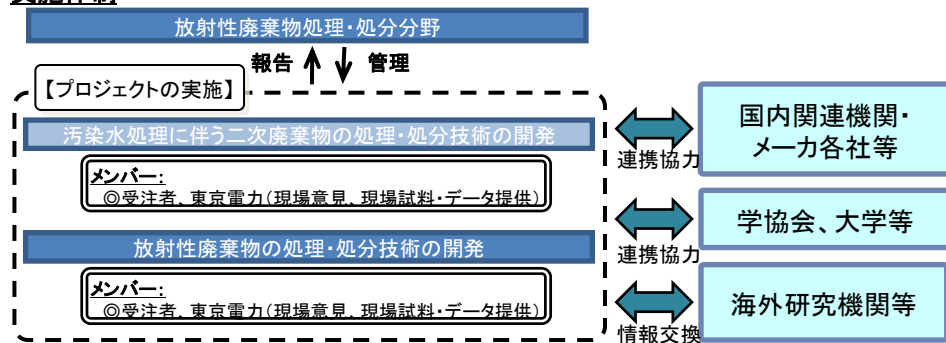 実施体制
放射性廃棄物処理・処分分野
報告 管理
【プロジェクトの実施】
汚染水処理に伴う二次廃棄物の処理・処分技術の開発
メンバー:
◎受注者、東京電力(現場意見、現場試料・データ提供)
放射性廃棄物の処理・処分技術の開発
メンバー:
◎受注者、東京電力(現場意見、現場試料・データ提供)
国内関連機関・
メーカ各社等
連携協力
学協会、大学等
連携協力
海外研究機関等
情報交換